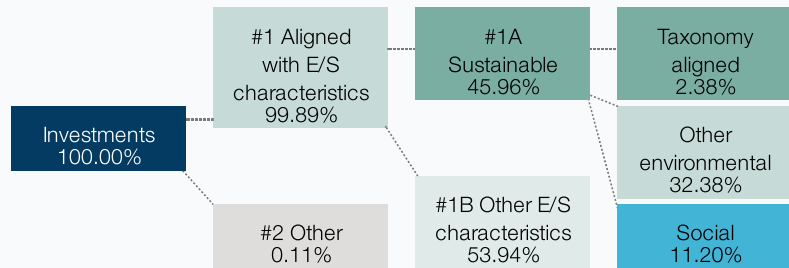 #1 Aligned
with E/S
characteristics
99.89%
#1A
Sustainable
45.96%
Taxonomy
aligned
2.38%
Investments
100.00%
Other
environmental
32.38%
#2 Other
0.11%
#1B Other E/S
characteristics
53.94%
Social
11.20%